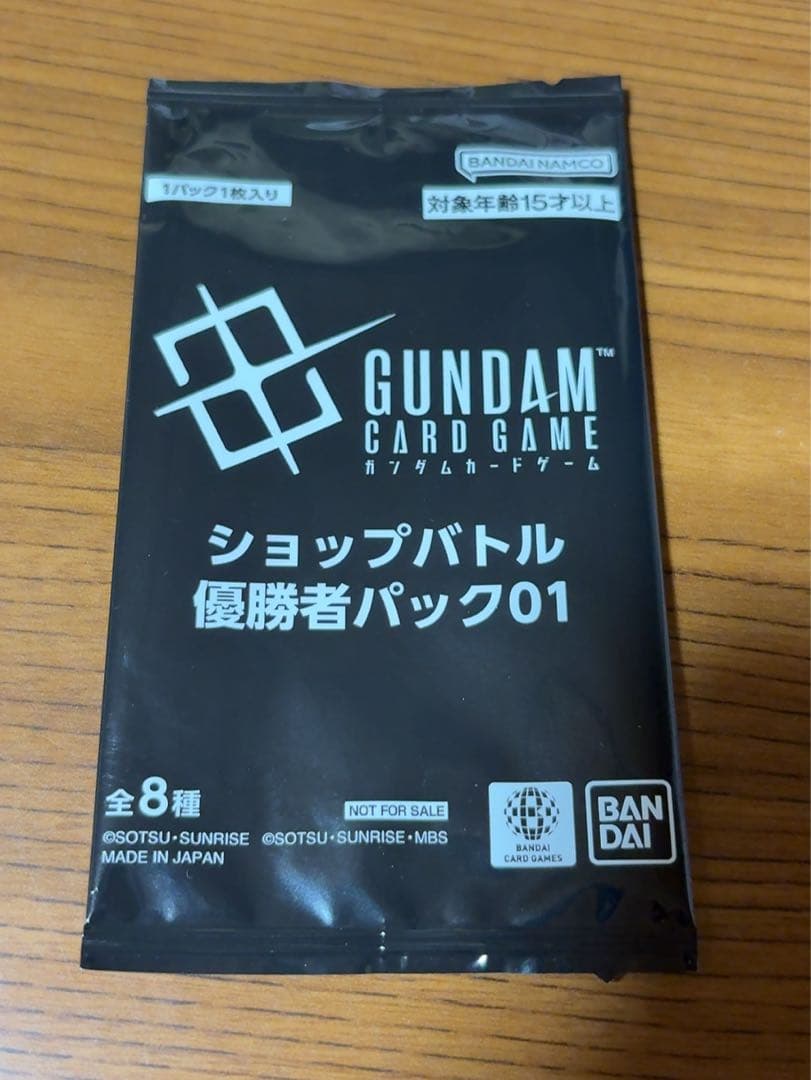 BANDAI NAMCO
1パック1枚入り
対象年齢15才以上
GUNDAM™
CARD GAME
ガンダムカードゲーム
ショップバトル
優勝者パック01
全8種
NOT FOR SALE
©SOTSU・SUNRISE ©SOTSU・SUNRISE・MBS
MADE IN JAPAN
BANDAI
CARD GAMES
BAN
DAI